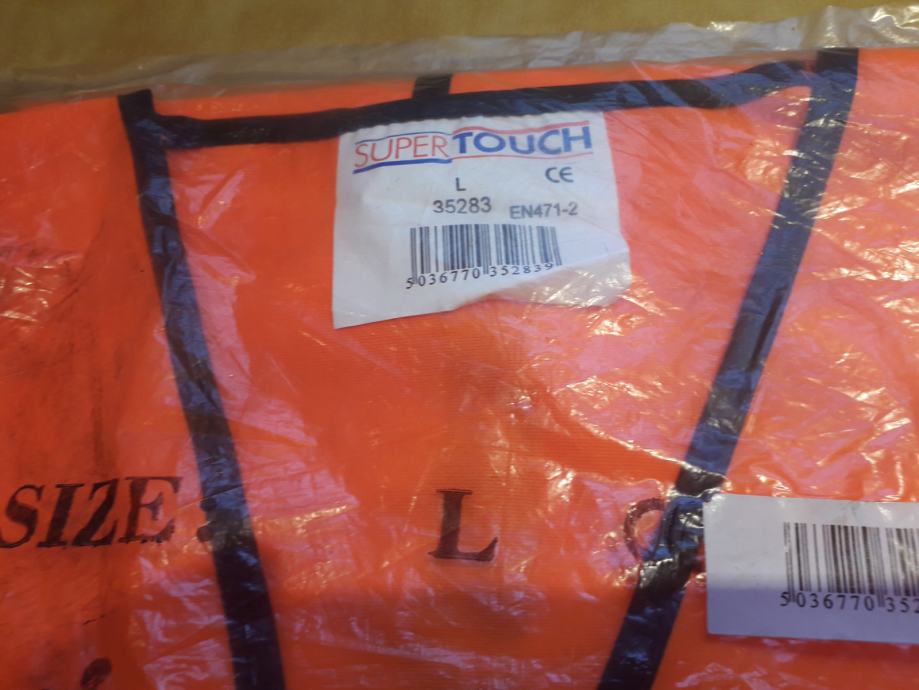 SUPERTOUCH
L CE
35283 EN471-2
5 036770 352839
SIZE: L
5 036770 352